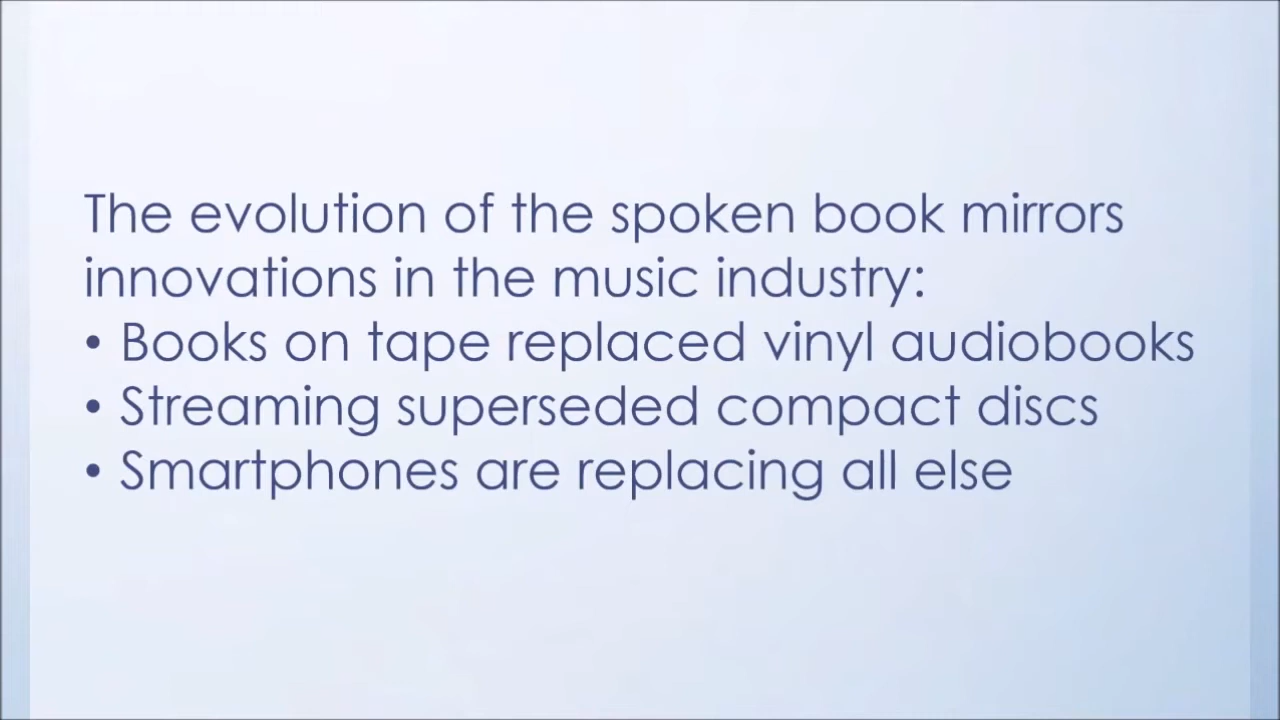 The evolution of the spoken book mirrors
innovations in the music industry:
• Books on tape replaced vinyl audiobooks
• Streaming superseded compact discs
• Smartphones are replacing all else